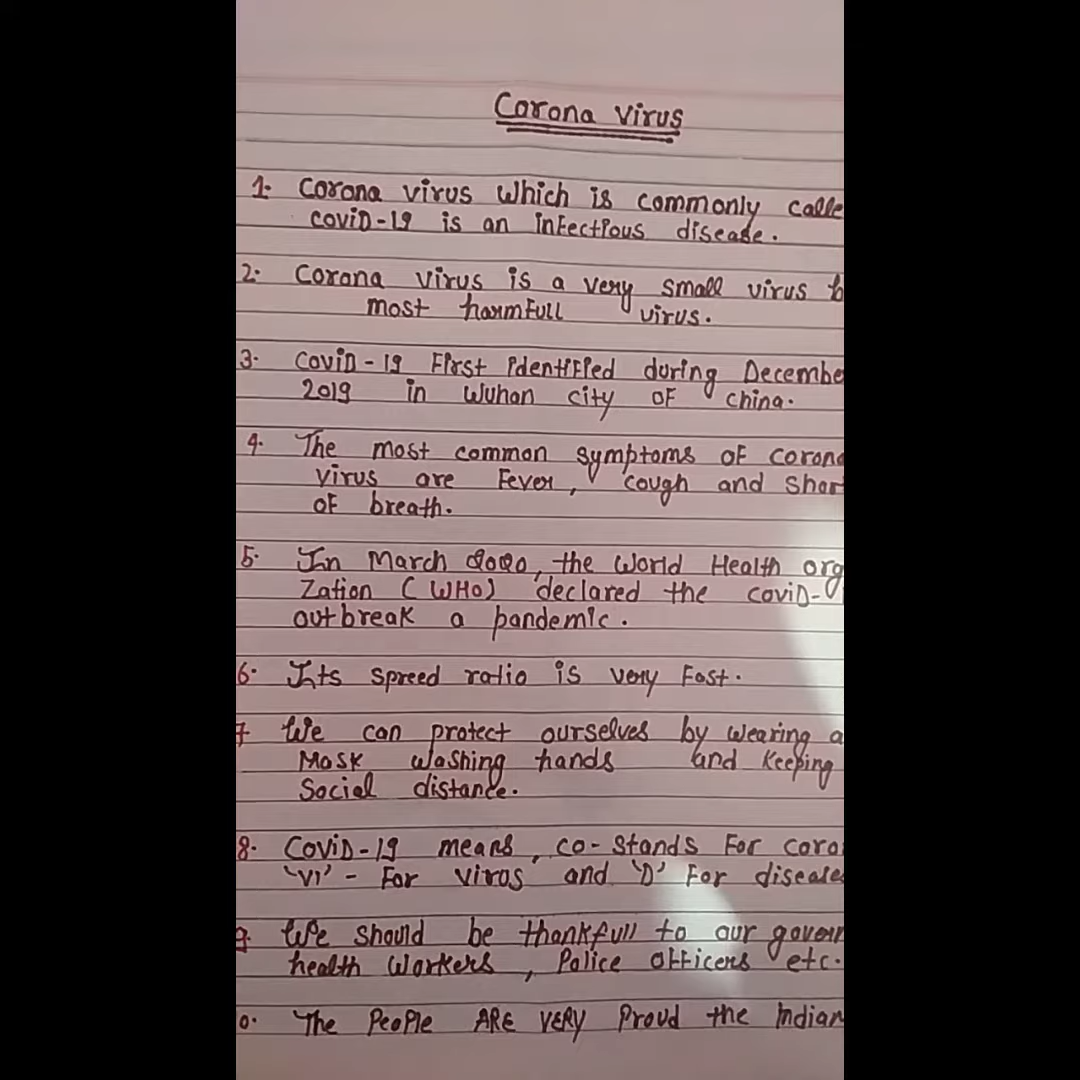 Corona Virus
1. Corona virus which is commonly calle
coviD-19 is an infectious disease.
2. Corona virus is a very small virus b
most harmfull virus.
3. CoviD-19 First identified during Decembe
2019 in Wuhan city OF china.
4. The most common symptoms OF corona
virus are Fever, cough and shor
OF breath.
5. In March 2020, the World Health org
Zation (WHO) declared the coviD-
outbreak a pandemic.
6. Its spreed ratio is very Fast.
7 We can protect ourselves by wearing a
Mask washing hands and Keeping
Social distance.
8. CoviD-19 means, co-stands For coro
'VI' - For viros and 'D' For disease
9. We should be thankfull to our govern
health workers, Police officers etc.
0. The People ARE VERY Proud the Indian